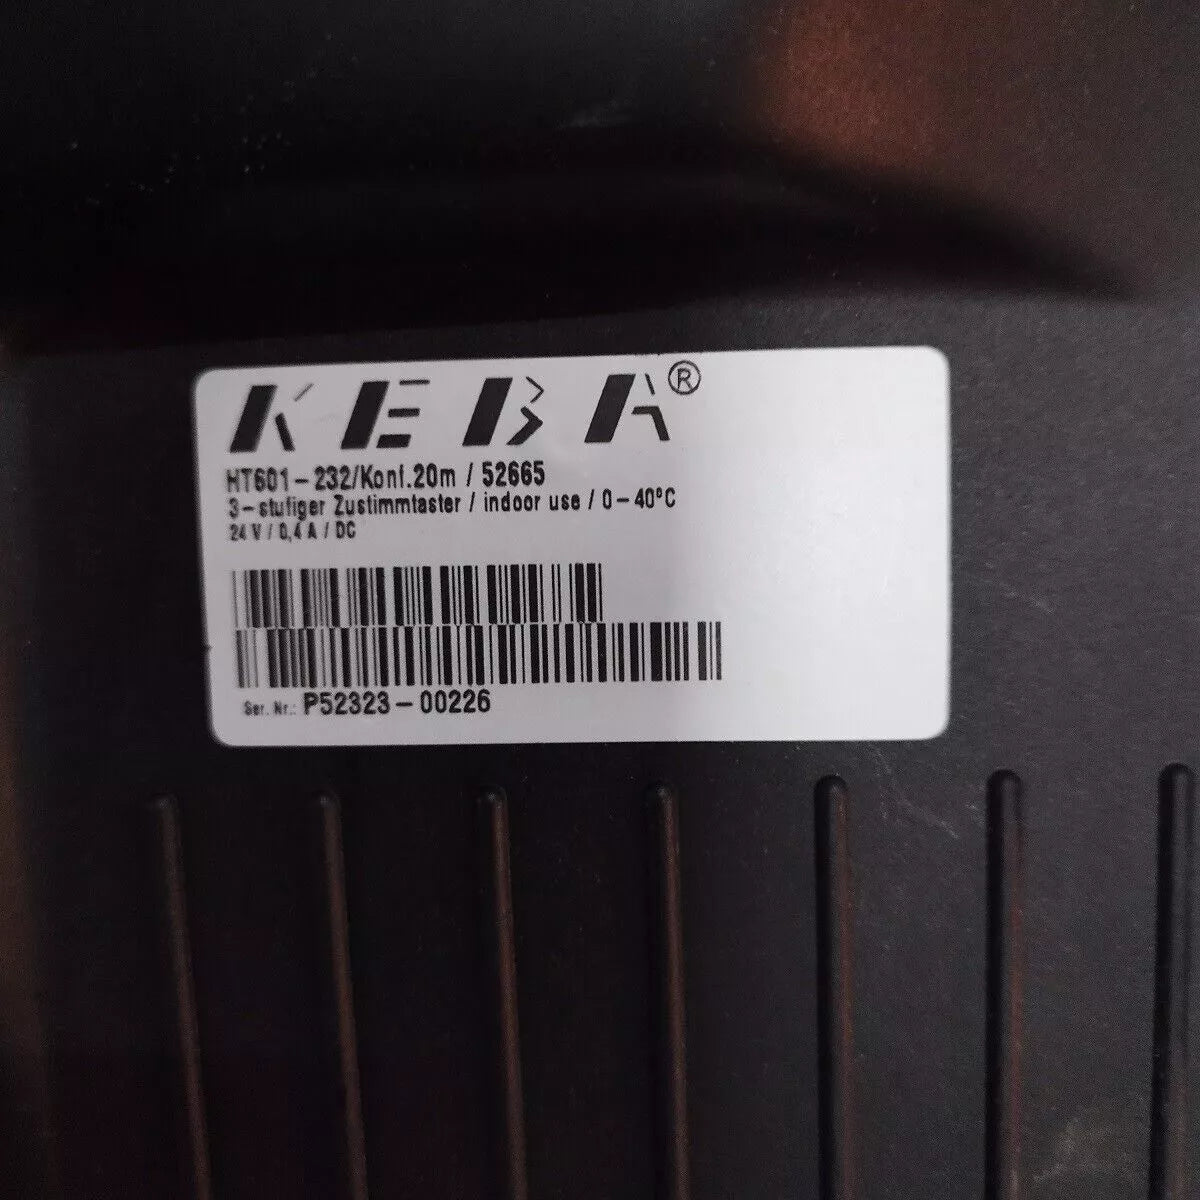 KEBA®
HT601-232/Konf.20m / 52665
3-stufiger Zustimmtaster / indoor use / 0-40°C
24 V / 0,4 A / DC
Ser. Nr.: P52323-00226